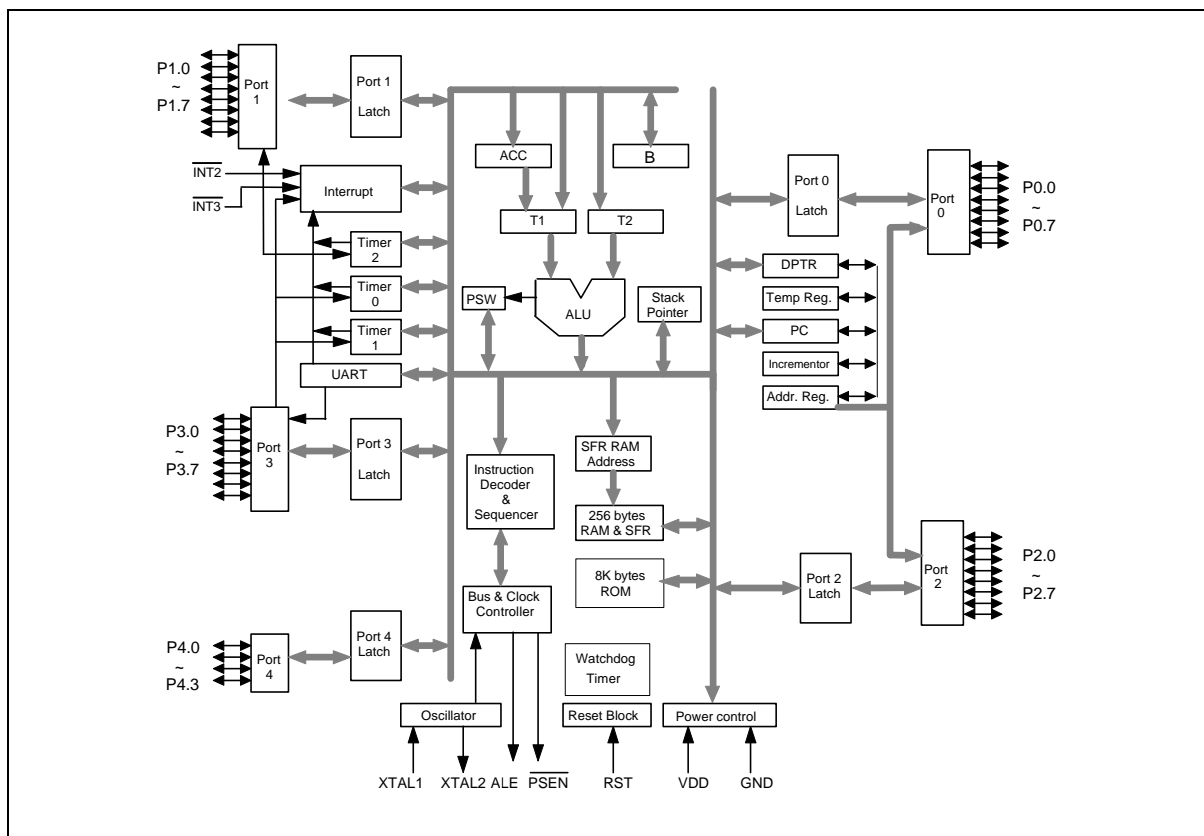 P1.0
~
P1.7
Port
1
Port 1
Latch
INT2
INT3
Interrupt
Timer
2
Timer
0
Timer
1
UART
P3.0
~
P3.7
Port
3
Port 3
Latch
P4.0
~
P4.3
Port
4
Port 4
Latch
ACC
B
T1
T2
PSW
ALU
Stack
Pointer
Instruction
Decoder
&
Sequencer
SFR RAM
Address
256 bytes
RAM & SFR
8K bytes
ROM
Bus & Clock
Controller
Watchdog
Timer
Oscillator
Reset Block
Power control
XTAL1
XTAL2
ALE
PSEN
RST
VDD
GND
Port 0
Latch
Port
0
P0.0
~
P0.7
DPTR
Temp Reg.
PC
Incrementor
Addr. Reg.
Port 2
Latch
Port
2
P2.0
~
P2.7